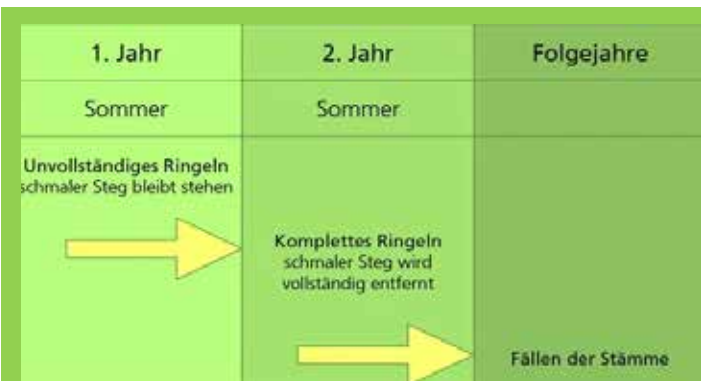 1. Jahr
2. Jahr
Folgejahre
Sommer
Sommer
Unvollständiges Ringeln
schmaler Steg bleibt stehen
Komplettes Ringeln
schmaler Steg wird
vollständig entfernt
Fällen der Stämme